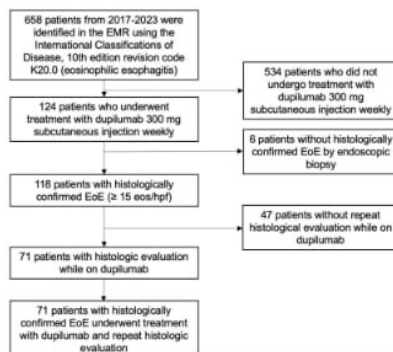 658 patients from 2017-2023 were
identified in the EMR using the
International Classifications of
Disease, 10th edition revision code
K20.0 (eosinophilic esophagitis)
534 patients who did not
undergo treatment with
dupilumab 300 mg
subcutaneous injection weekly
124 patients who underwent
treatment with dupilumab 300 mg
subcutaneous injection weekly
6 patients without histologically
confirmed EoE by endoscopic
biopsy
118 patients with histologically
confirmed EoE (≥ 15 eos/hpf)
47 patients without repeat
histological evaluation while on
dupilumab
71 patients with histologic evaluation
while on dupilumab
71 patients with histologically
confirmed EoE underwent treatment
with dupilumab and repeat histologic
evaluation